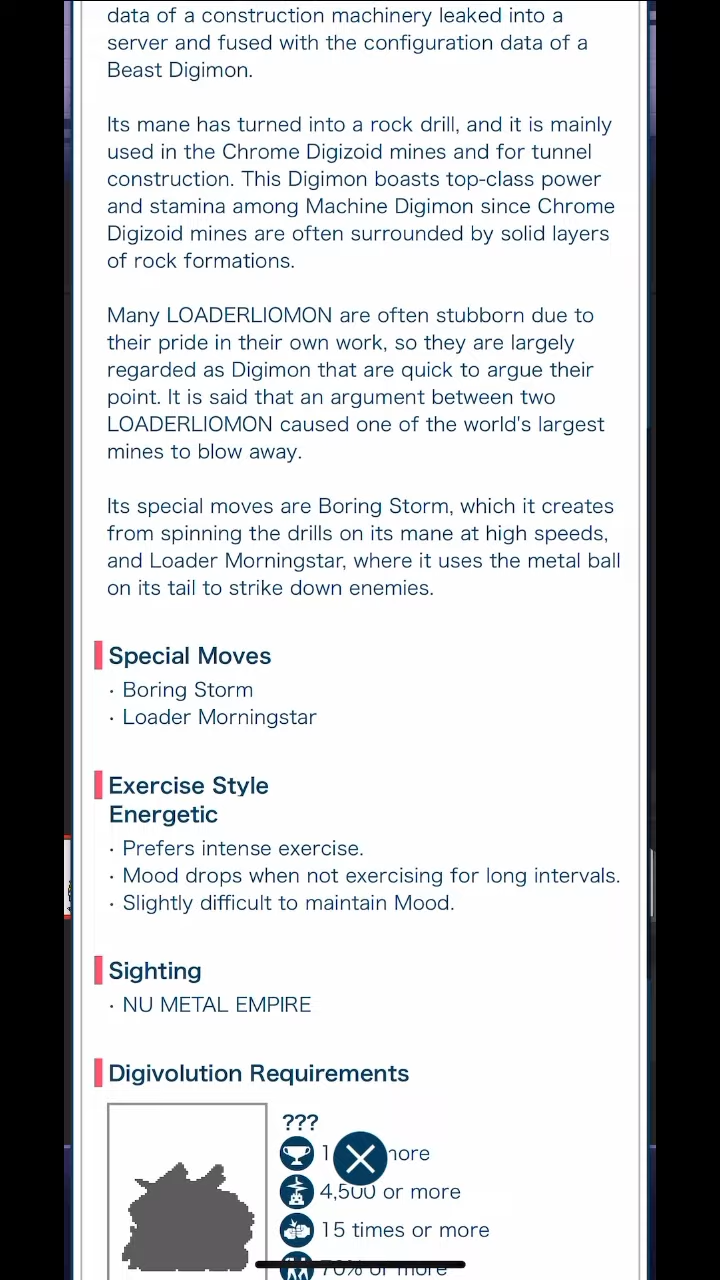 data of a construction machinery leaked into a
server and fused with the configuration data of a
Beast Digimon.
Its mane has turned into a rock drill, and it is mainly
used in the Chrome Digizoid mines and for tunnel
construction. This Digimon boasts top-class power
and stamina among Machine Digimon since Chrome
Digizoid mines are often surrounded by solid layers
of rock formations.
Many LOADERLIOMON are often stubborn due to
their pride in their own work, so they are largely
regarded as Digimon that are quick to argue their
point. It is said that an argument between two
LOADERLIOMON caused one of the world's largest
mines to blow away.
Its special moves are Boring Storm, which it creates
from spinning the drills on its mane at high speeds,
and Loader Morningstar, where it uses the metal ball
on its tail to strike down enemies.
Special Moves
· Boring Storm
· Loader Morningstar
Exercise Style
Energetic
· Prefers intense exercise.
· Mood drops when not exercising for long intervals.
· Slightly difficult to maintain Mood.
Sighting
· NU METAL EMPIRE
Digivolution Requirements
???
4,500 or more
15 times or more
70% or more